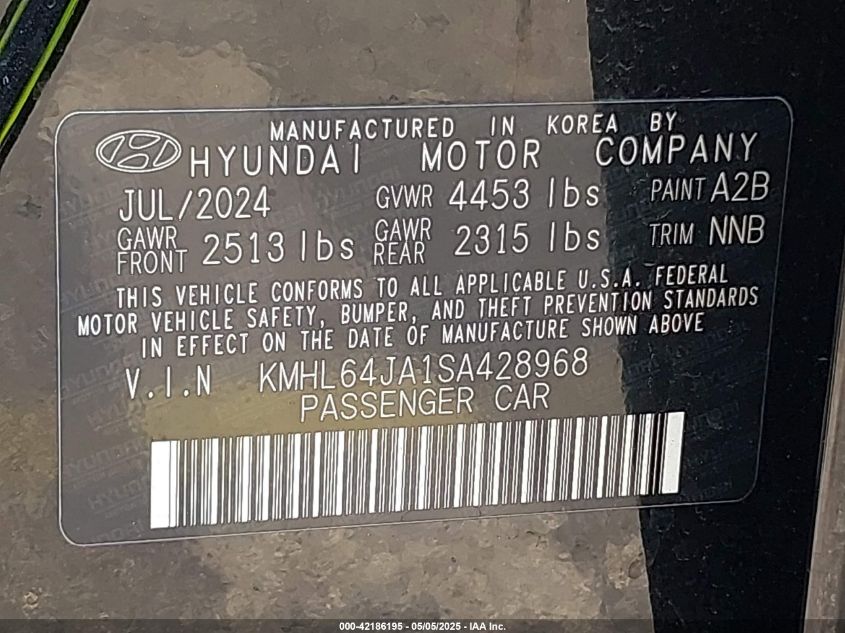 MANUFACTURED IN KOREA BY
HYUNDAI MOTOR COMPANY
JUL/2024 GVWR 4453 lbs PAINT A2B
GAWR FRONT 2513 lbs GAWR REAR 2315 lbs TRIM NNB
THIS VEHICLE CONFORMS TO ALL APPLICABLE U.S.A. FEDERAL
MOTOR VEHICLE SAFETY, BUMPER, AND THEFT PREVENTION STANDARDS
IN EFFECT ON THE DATE OF MANUFACTURE SHOWN ABOVE
V.I.N KMHL64JA1SA428968
PASSENGER CAR
000-42186195 - 05/05/2025 - IAA Inc.